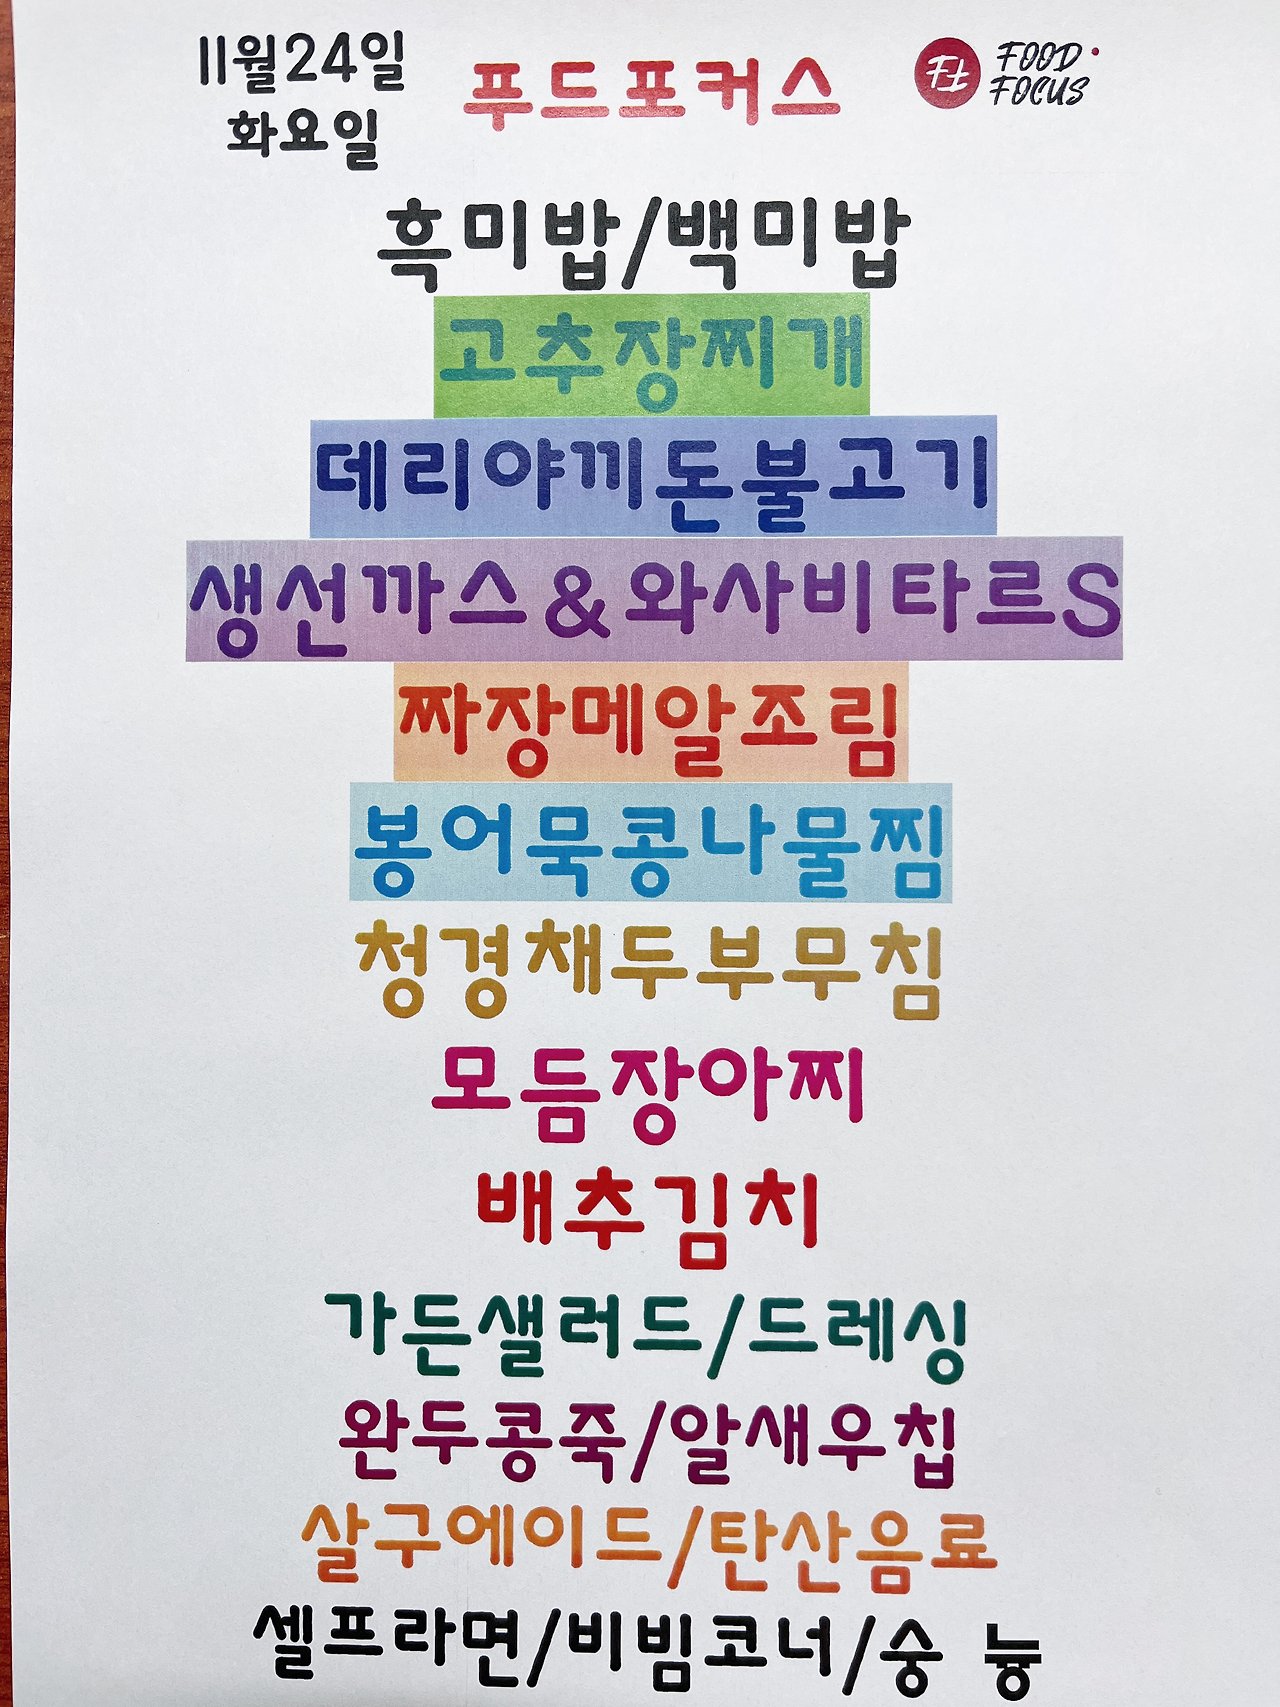 11월24일
화요일
푸드포커스
Ff
FOOD
FOCUS
흑미밥/백미밥
고추장찌개
데리야끼돈불고기
생선까스&와사비타르S
짜장메알조림
봉어묵콩나물찜
청경채두부무침
모듬장아찌
배추김치
가든샐러드/드레싱
완두콩죽/알새우칩
살구에이드/탄산음료
셀프라면/비빔코너/숭 늉